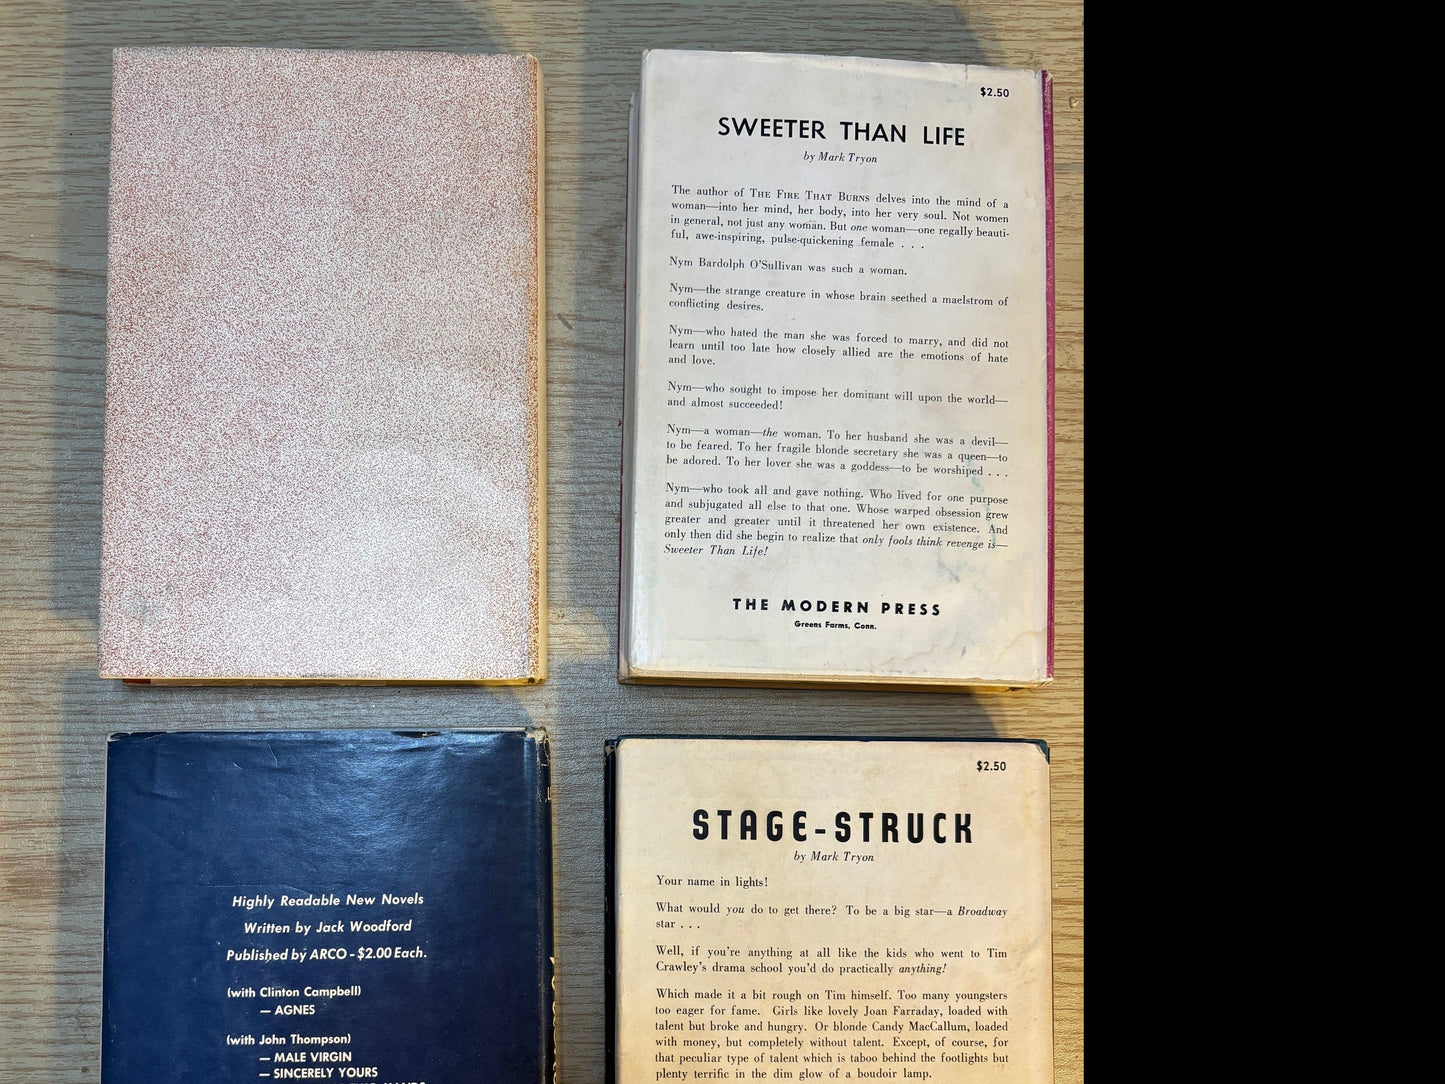 $2.50
SWEETER THAN LIFE
by Mark Tryon
The author of THE FIRE THAT BURNS delves into the mind of a
woman—into her mind, her body, into her very soul. Not women
in general, not just any woman. But one woman—one regally beauti-
ful, awe-inspiring, pulse-quickening female . . .
Nym Bardolph O'Sullivan was such a woman.
Nym—the strange creature in whose brain seethed a maelstrom of
conflicting desires.
Nym—who hated the man she was forced to marry, and did not
learn until too late how closely allied are the emotions of hate
and love.
Nym—who sought to impose her dominant will upon the world—
and almost succeeded!
Nym—a woman—the woman. To her husband she was a devil—
to be feared. To her fragile blonde secretary she was a queen—to
be adored. To her lover she was a goddess—to be worshiped . . .
Nym—who took all and gave nothing. Who lived for one purpose
and subjugated all else to that one. Whose warped obsession grew
greater and greater until it threatened her own existence. And
only then did she begin to realize that only fools think revenge is—
Sweeter Than Life!
THE MODERN PRESS
Greens Farms, Conn.
Highly Readable New Novels
Written by Jack Woodford
Published by ARCO - $2.00 Each.
(with Clinton Campbell)
— AGNES
(with John Thompson)
— MALE VIRGIN
— SINCERELY YOURS
$2.50
STAGE-STRUCK
by Mark Tryon
Your name in lights!
What would you do to get there? To be a big star—a Broadway
star . . .
Well, if you're anything at all like the kids who went to Tim
Crawley's drama school you'd do practically anything!
Which made it a bit rough on Tim himself. Too many youngsters
too eager for fame. Girls like lovely Joan Farraday, loaded with
talent but broke and hungry. Or blonde Candy MacCallum, loaded
with money, but completely without talent. Except, of course, for
that peculiar type of talent which is taboo behind the footlights but
plenty terrific in the dim glow of a boudoir lamp.